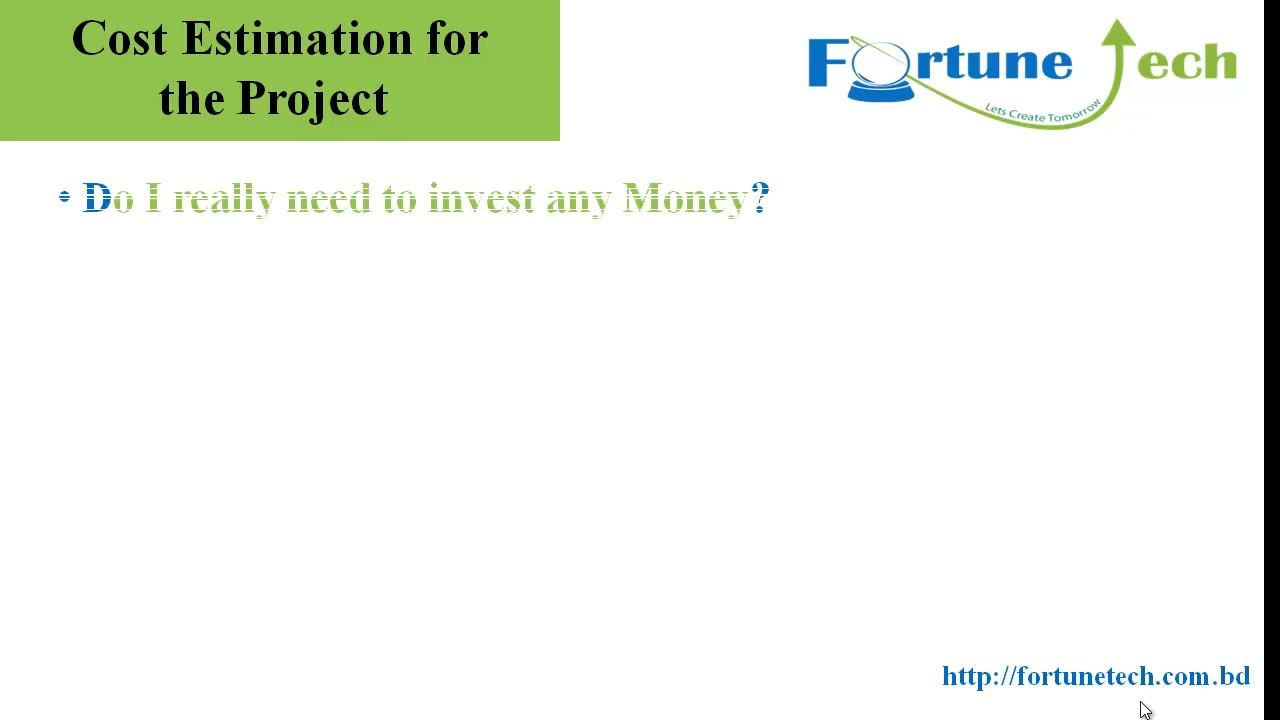 Cost Estimation for
the Project
Fortune Tech
Lets Create Tomorrow
• Do I really need to invest any Money?
http://fortunetech.com.bd